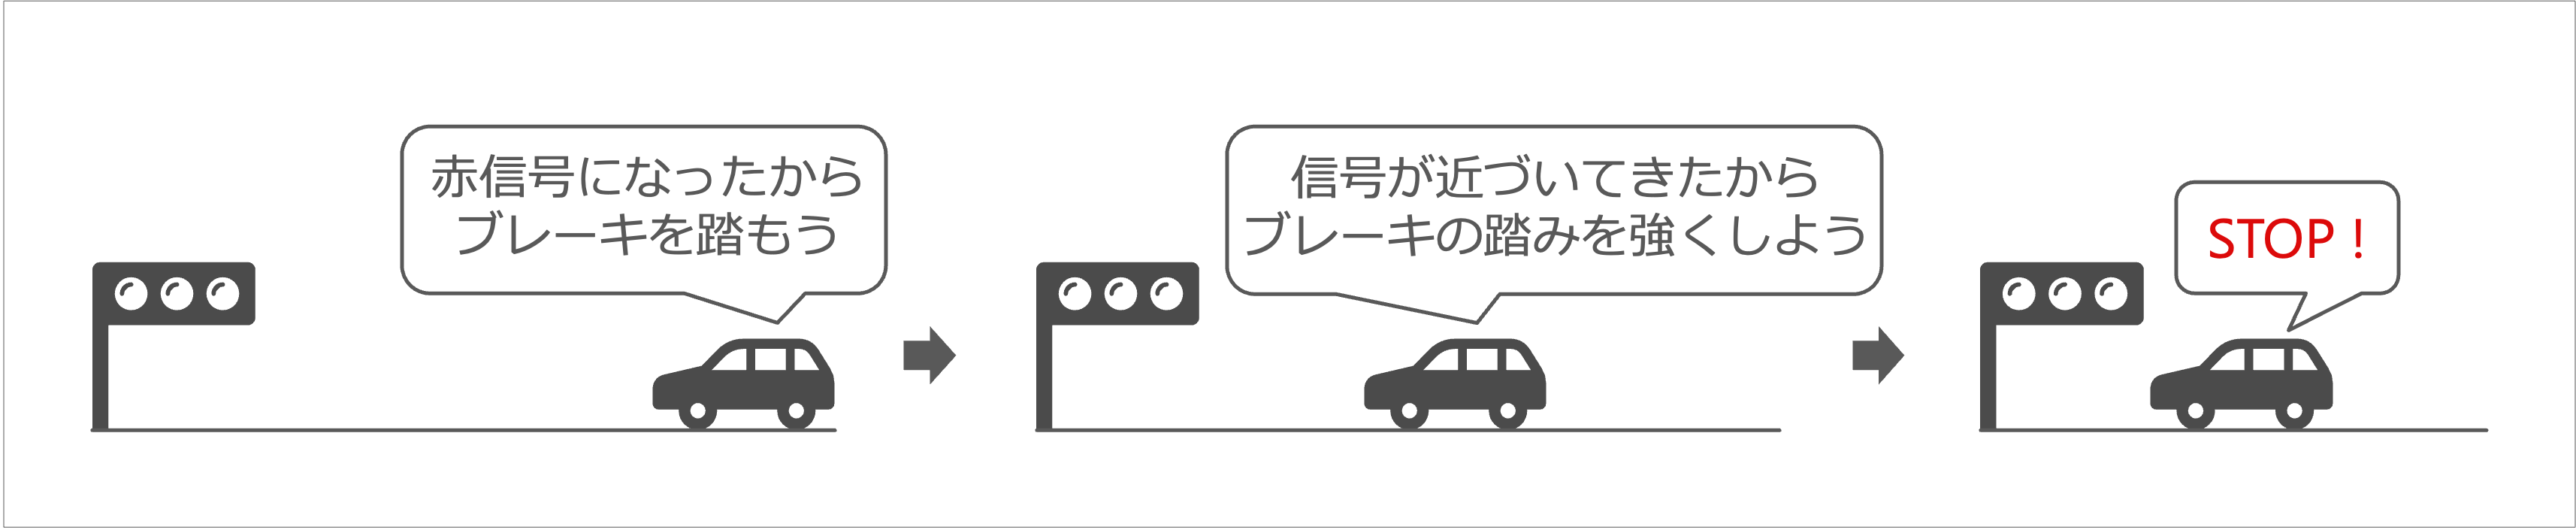 赤信号になったから
ブレーキを踏もう
信号が近づいてきたから
ブレーキの踏みを強くしよう
STOP！